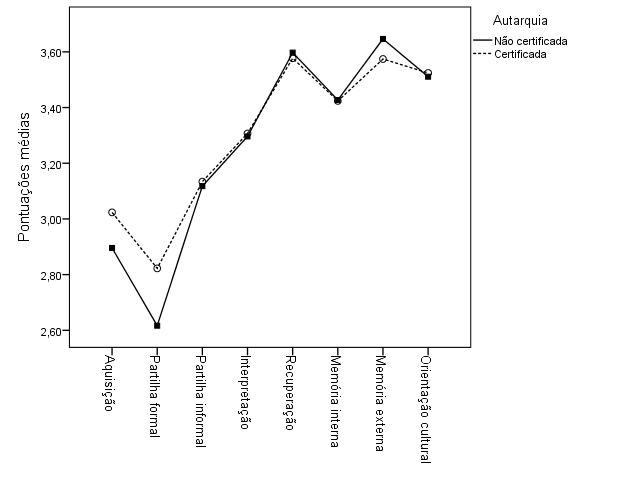 Autarquia
Não certificada
Certificada
Pontuações médias
3,60
3,40
3,20
3,00
2,80
2,60
Aquisição
Partilha formal
Partilha informal
Interpretação
Recuperação
Memória interna
Memória externa
Orientação cultural